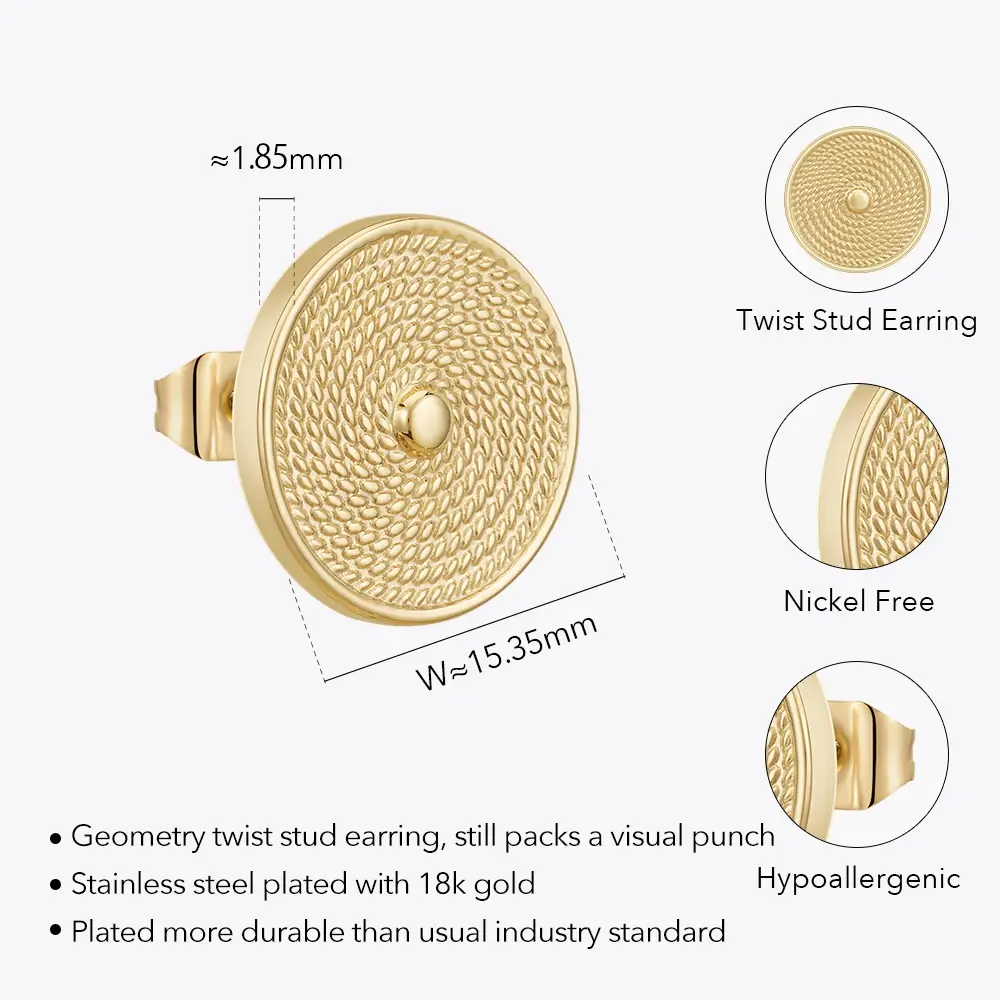 ≈1.85mm
Twist Stud Earring
W≈15.35mm
Nickel Free
Hypoallergenic
• Geometry twist stud earring, still packs a visual punch
• Stainless steel plated with 18k gold
• Plated more durable than usual industry standard